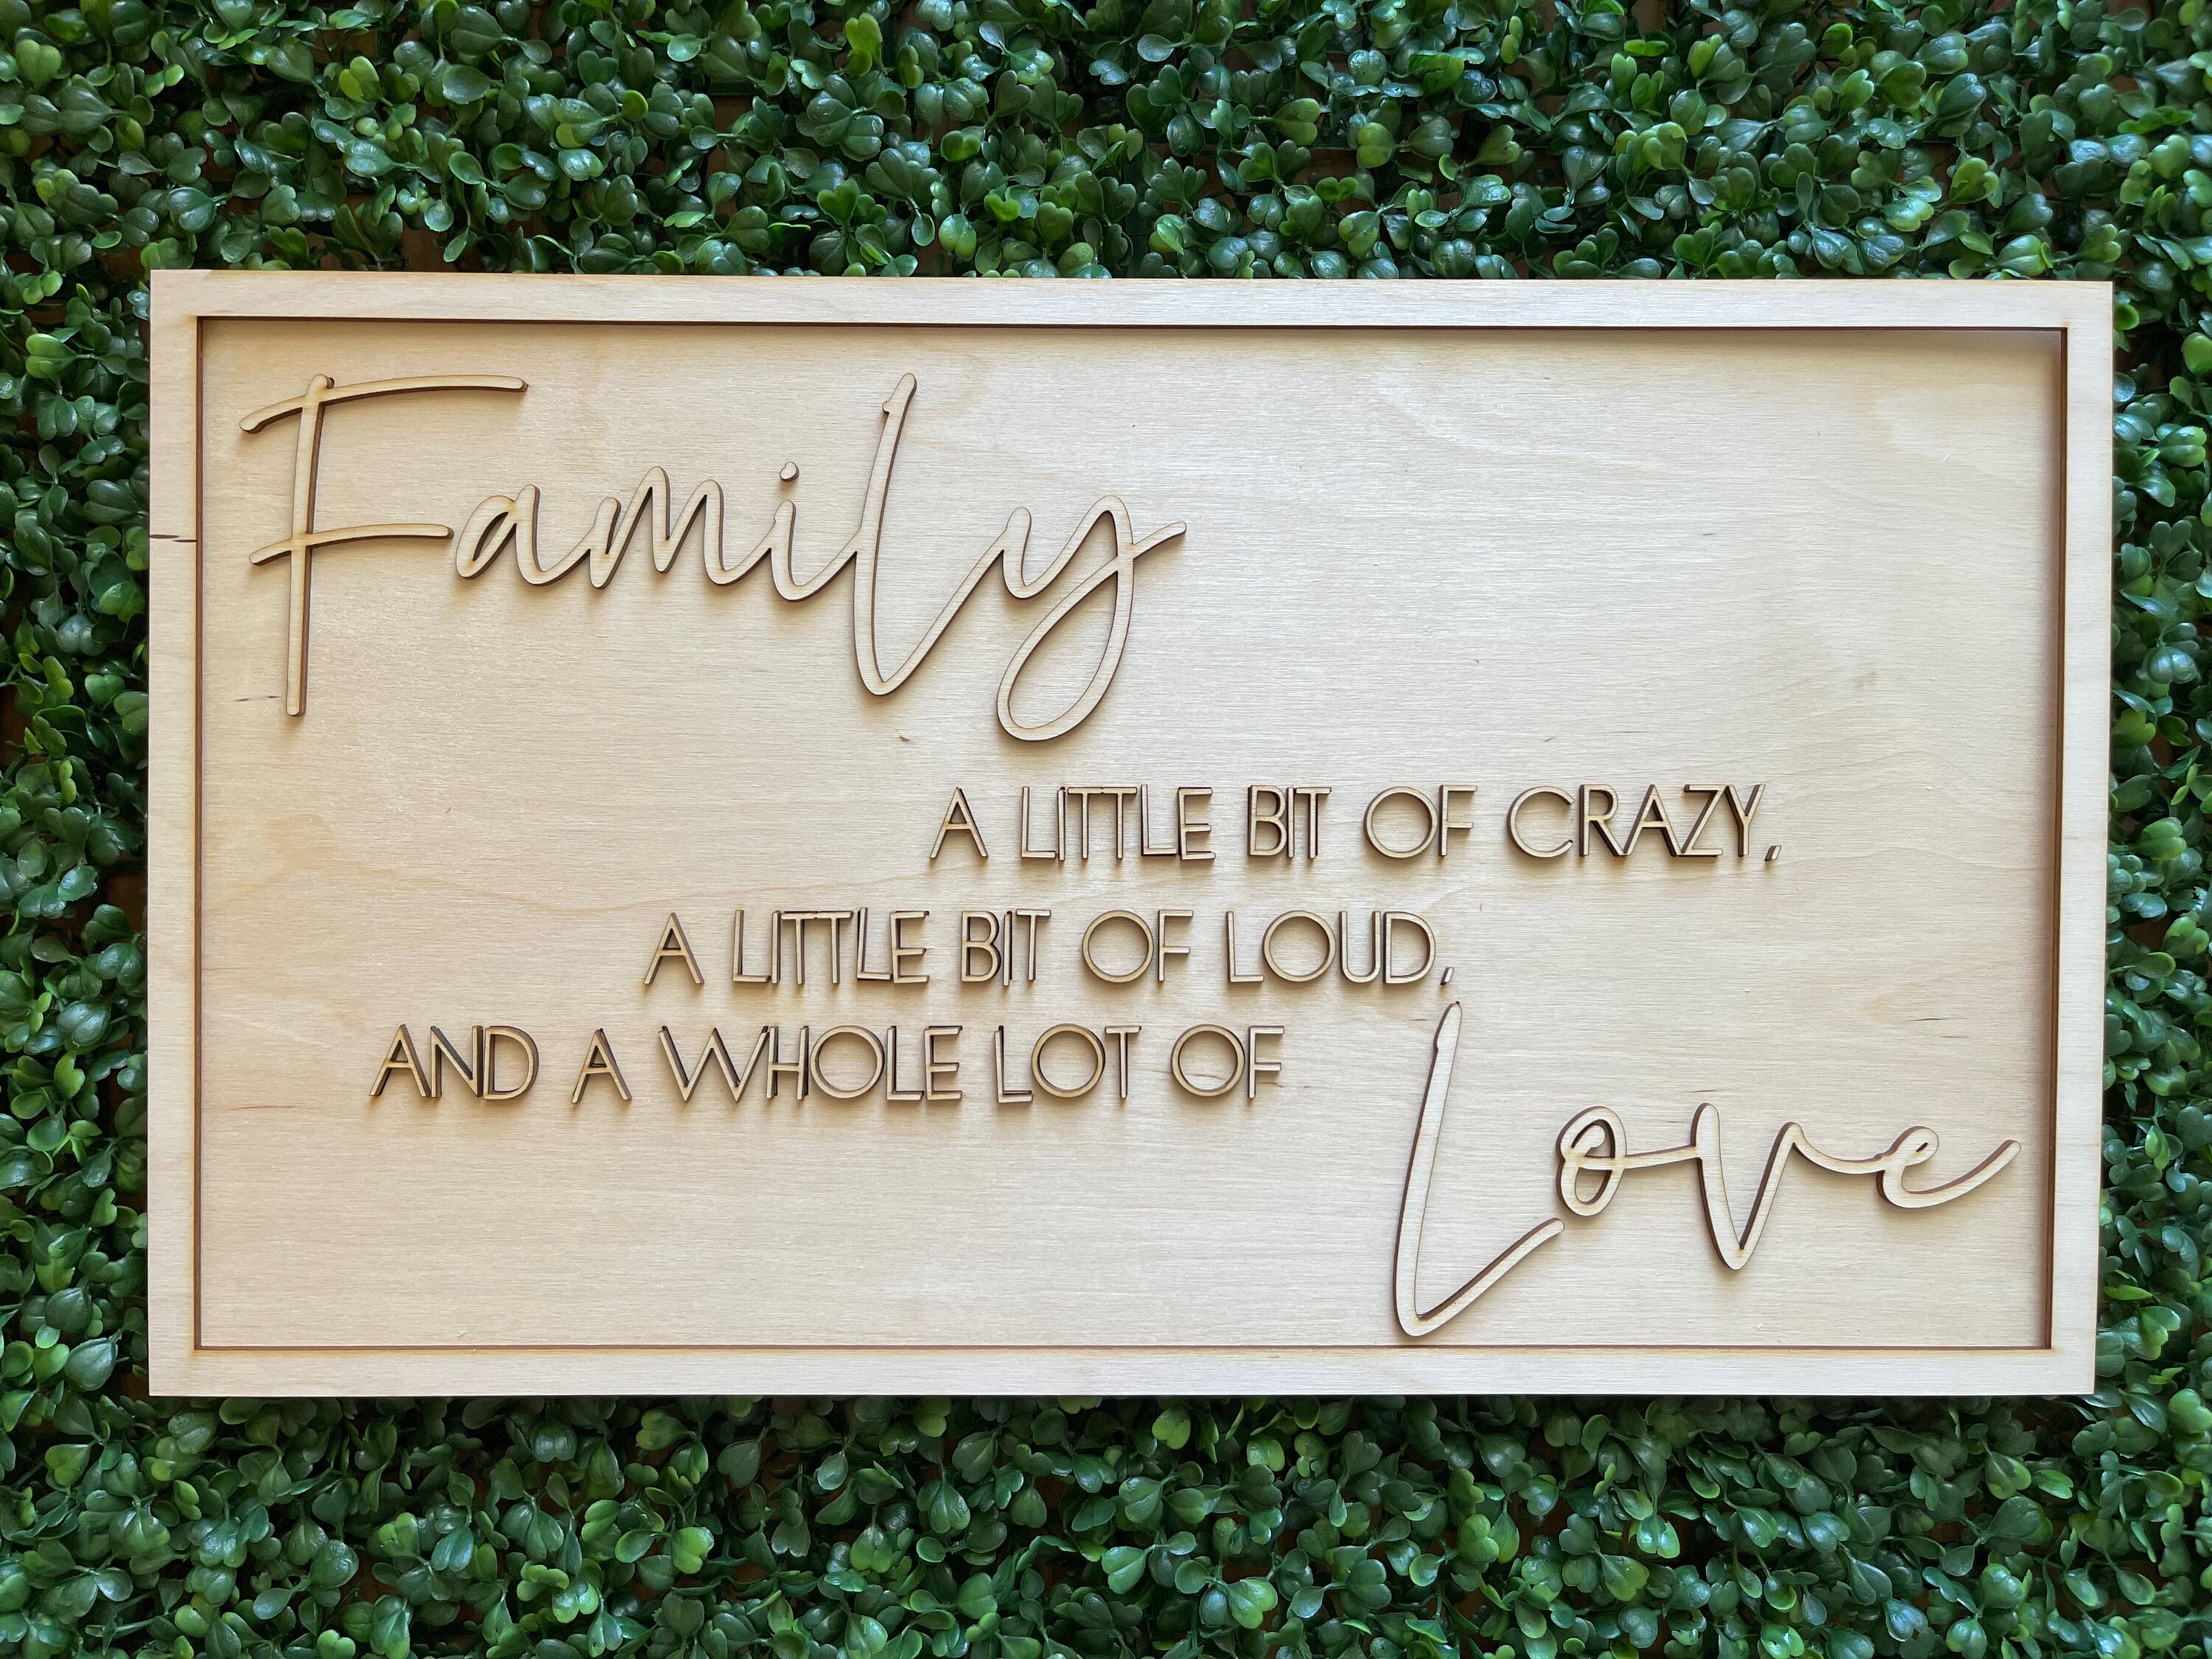 Family
A LITTLE BIT OF CRAZY,
A LITTLE BIT OF LOUD,
AND A WHOLE LOT OF
Love